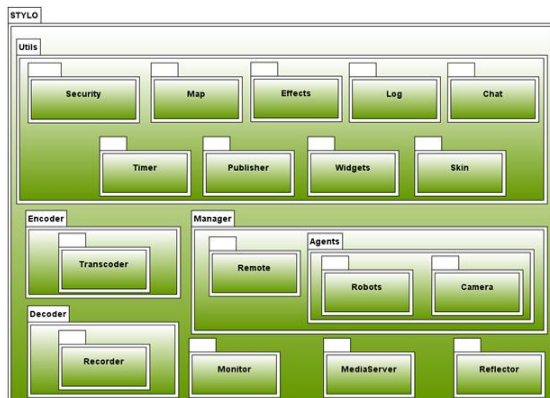 STYLO
Utils
Security Map Effects Log Chat
Timer Publisher Widgets Skin
Encoder
Transcoder
Manager
Remote
Agents
Robots Camera
Decoder
Recorder
Monitor MediaServer Reflector